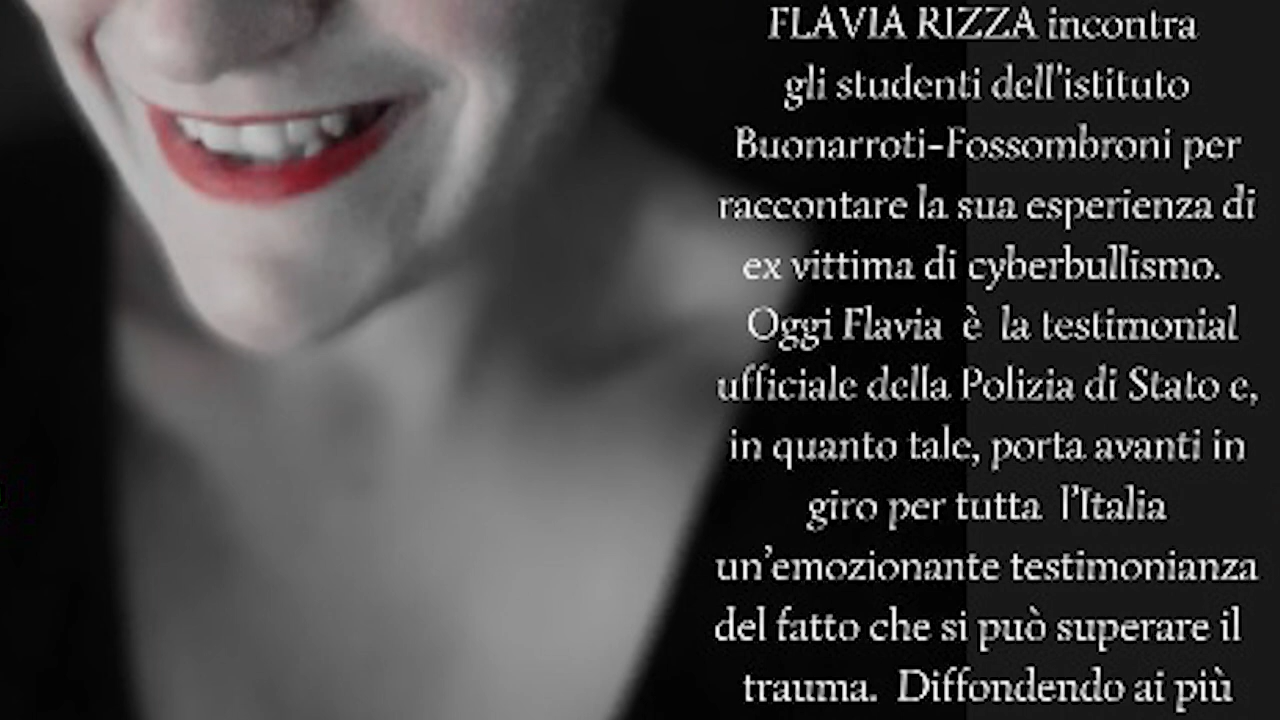 FLAVIA RIZZA incontra
gli studenti dell'istituto
Buonarroti-Fossombroni per
raccontare la sua esperienza di
ex vittima di cyberbullismo.
Oggi Flavia è la testimonial
ufficiale della Polizia di Stato e,
in quanto tale, porta avanti in
giro per tutta l'Italia
un'emozionante testimonianza
del fatto che si può superare il
trauma. Diffondendo ai più